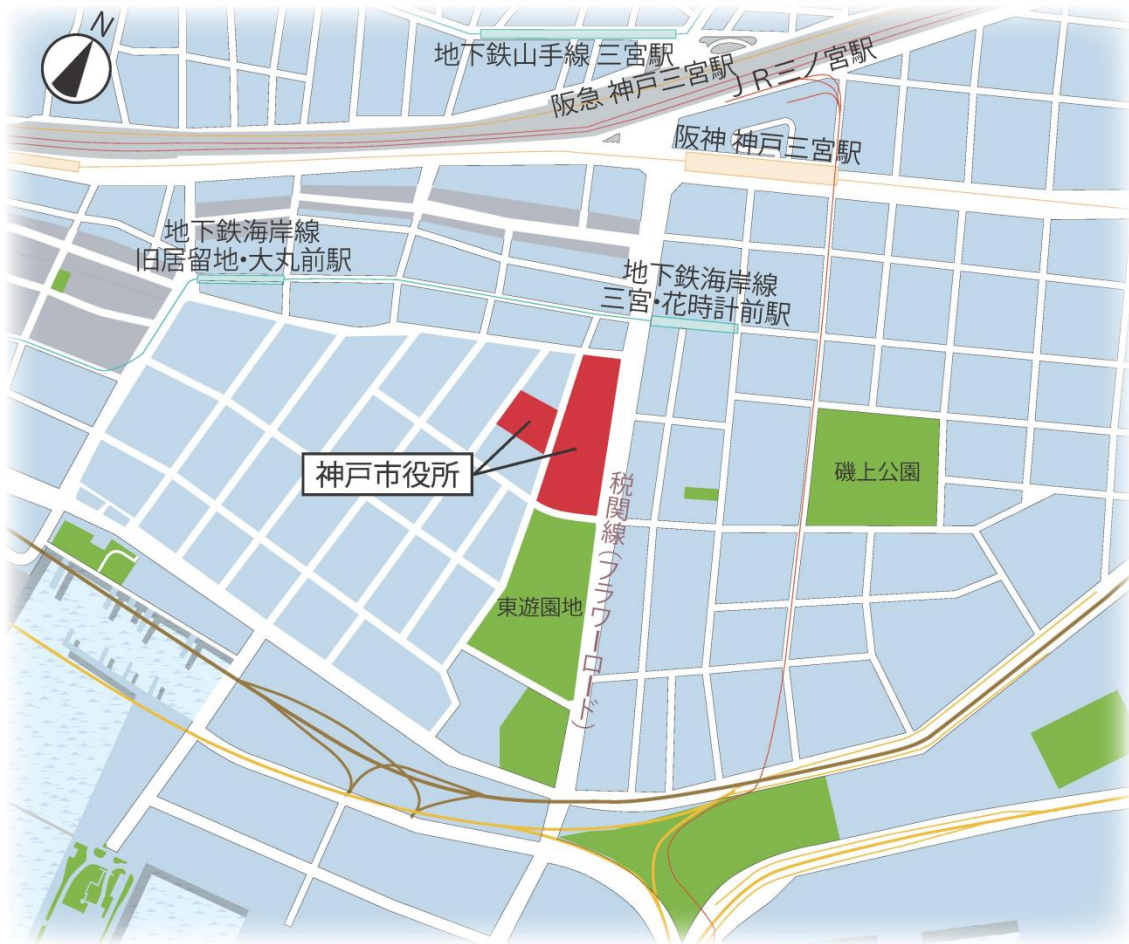 N
地下鉄山手線 三宮駅
阪急 神戸三宮駅
JR三ノ宮駅
阪神 神戸三宮駅
地下鉄海岸線
旧居留地・大丸前駅
地下鉄海岸線
三宮・花時計前駅
神戸市役所
磯上公園
税関線(フラワーロード)
東遊園地